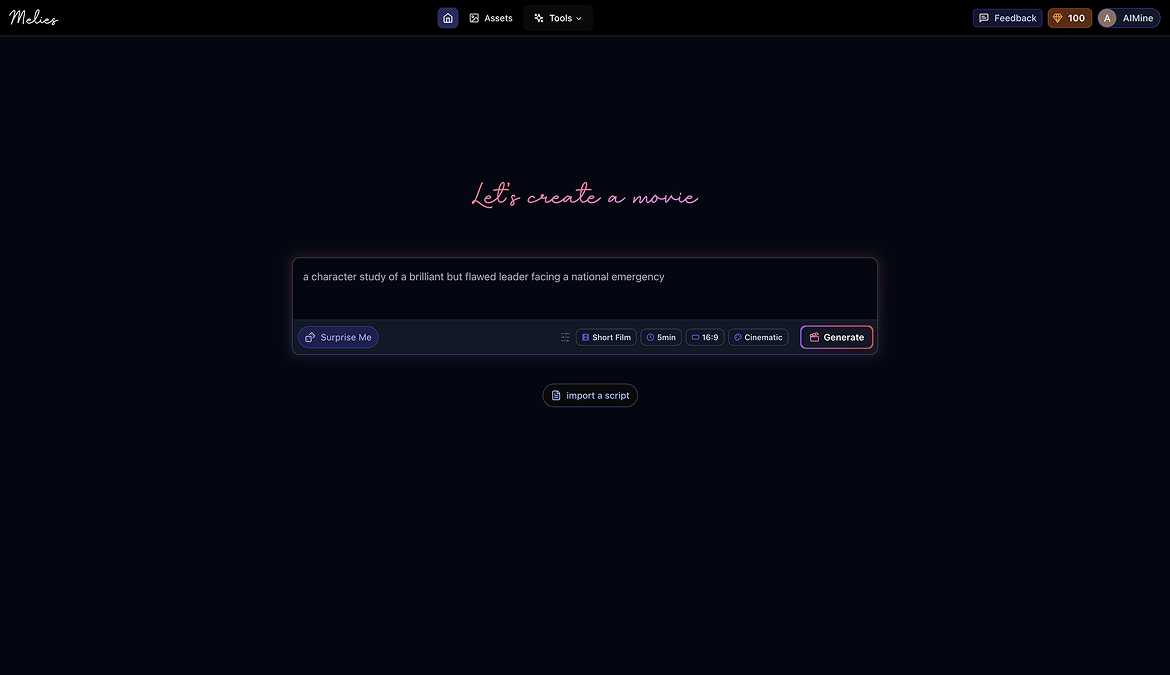 Melies
Assets
Tools
Feedback
100
A
AIMine
Let's create a movie
a character study of a brilliant but flawed leader facing a national emergency
Surprise Me
Short Film
5min
16:9
Cinematic
Generate
import a script